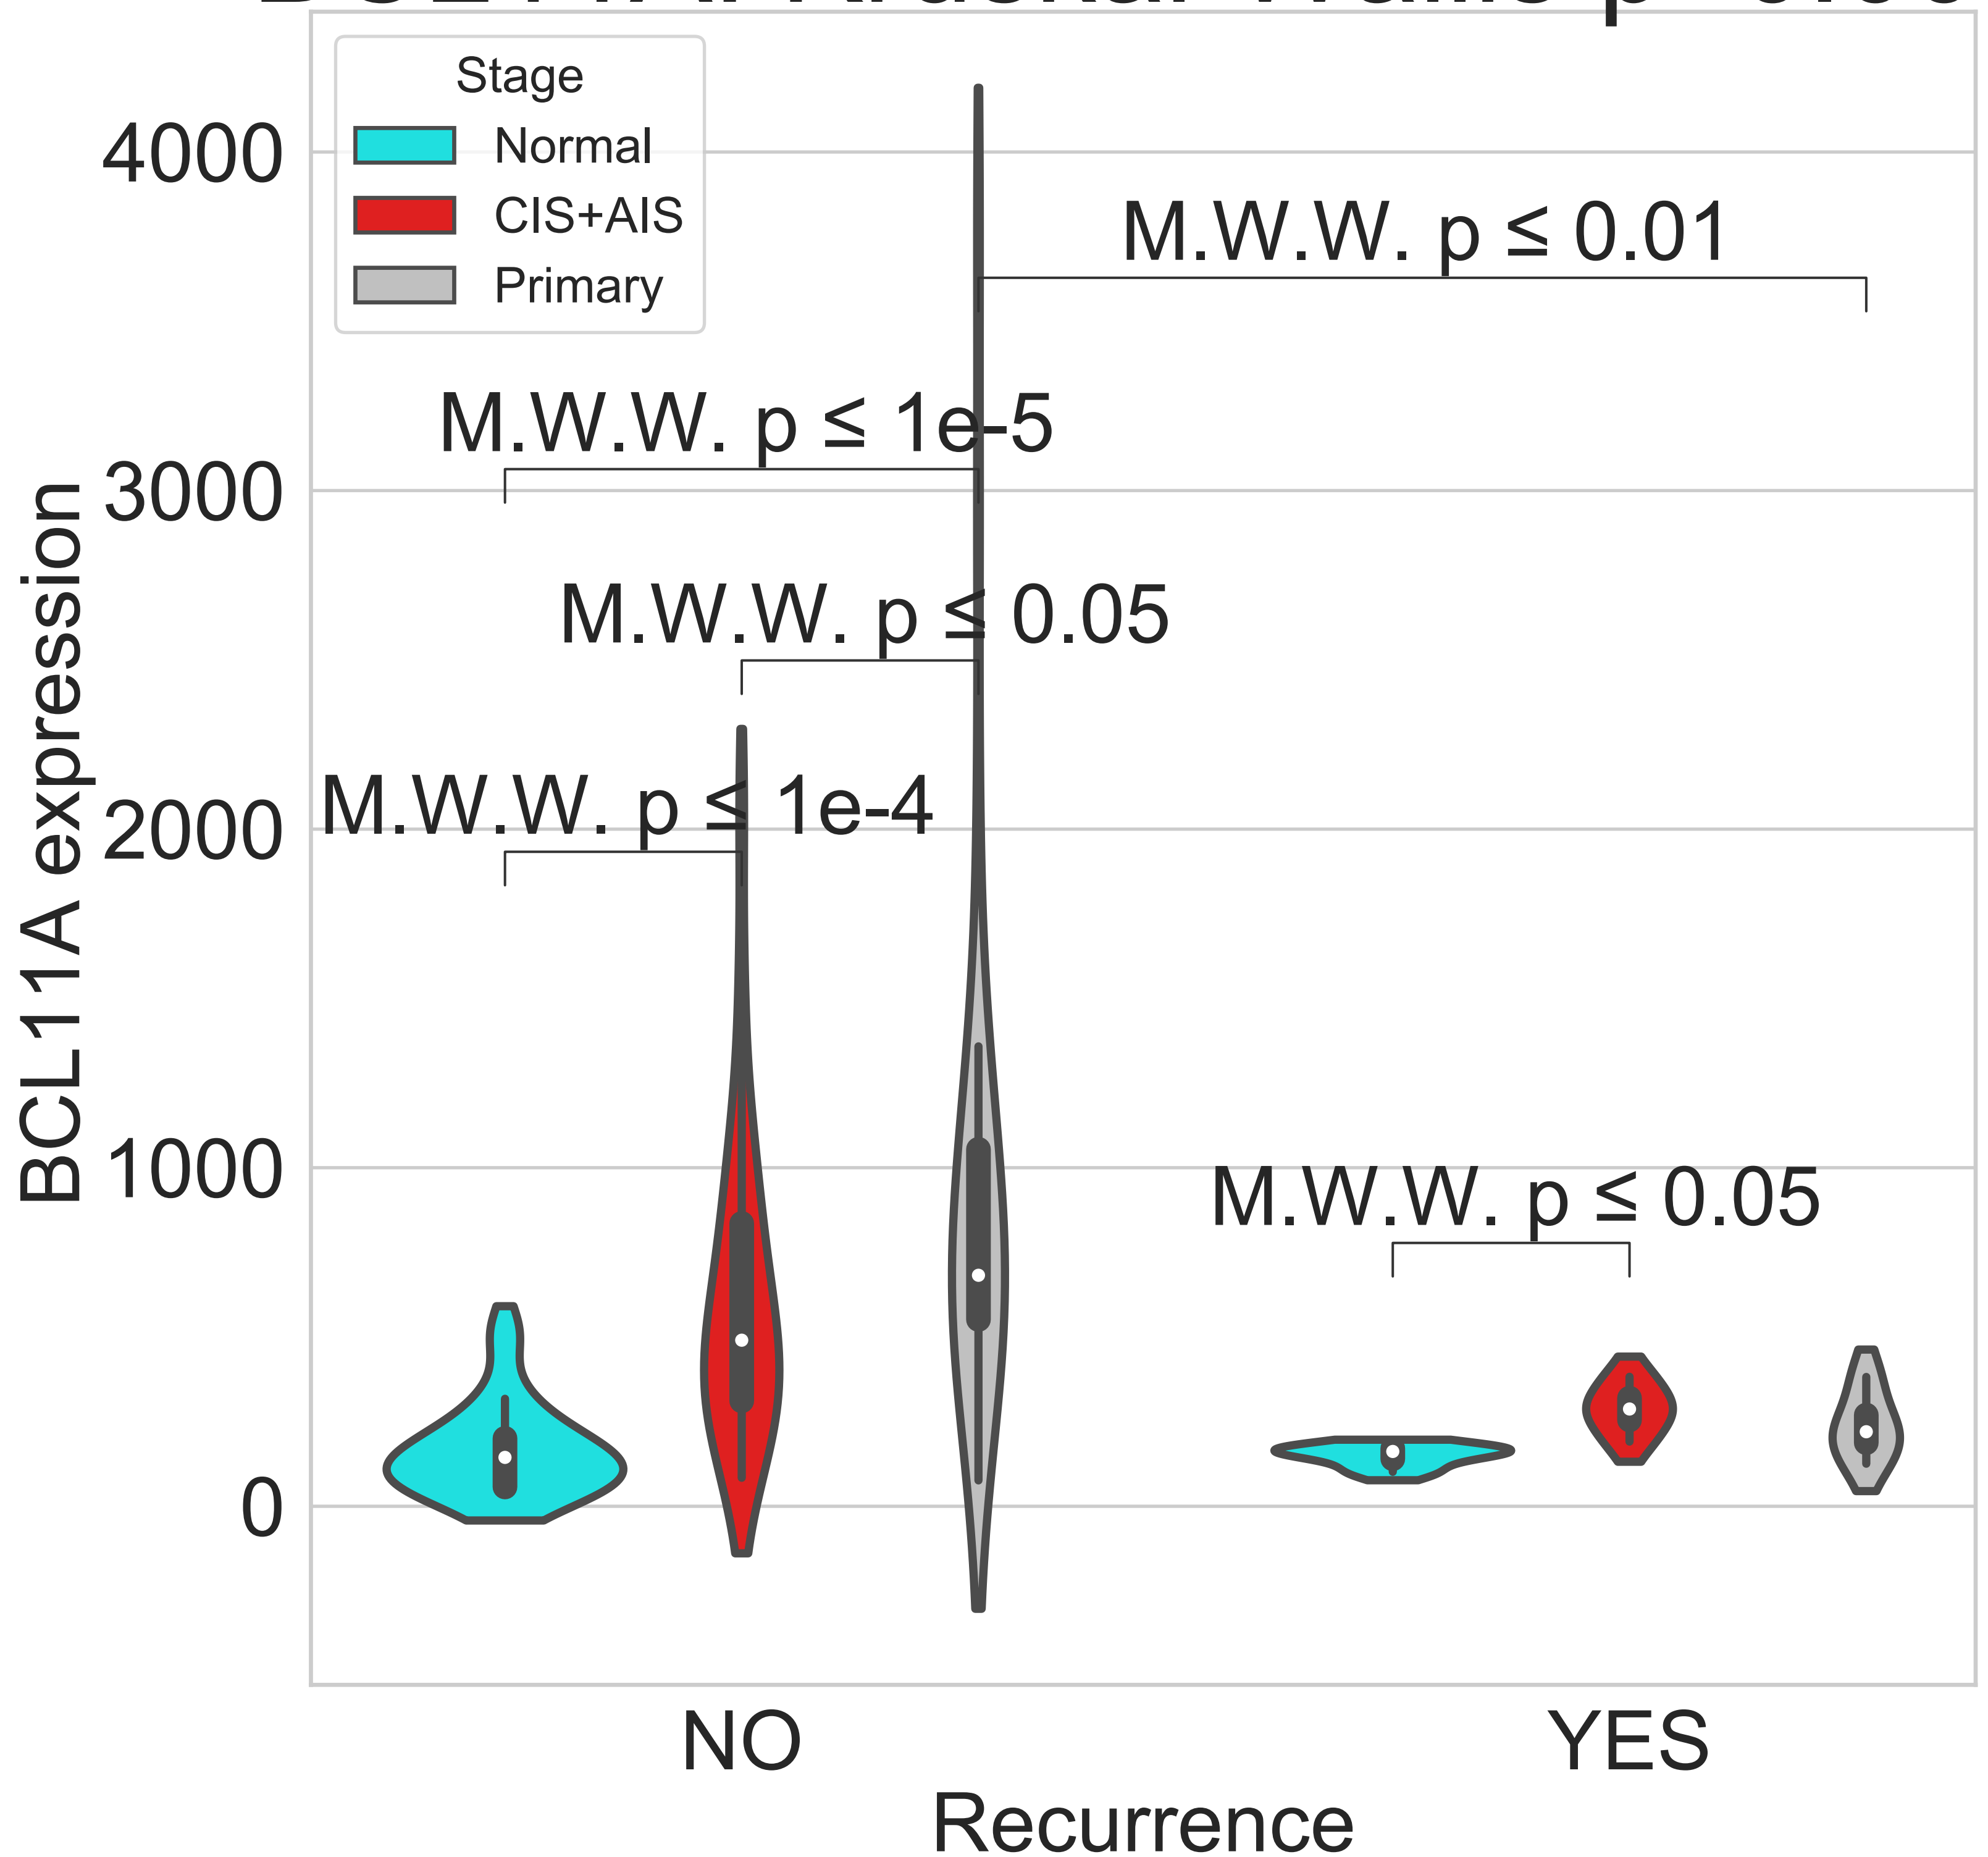 Stage
Normal
CIS+AIS
Primary
4000
3000
2000
1000
0
BCL11A expression
M.W.W. p ≤ 0.01
M.W.W. p ≤ 1e-5
M.W.W. p ≤ 0.05
M.W.W. p ≤ 1e-4
M.W.W. p ≤ 0.05
NO
YES
Recurrence